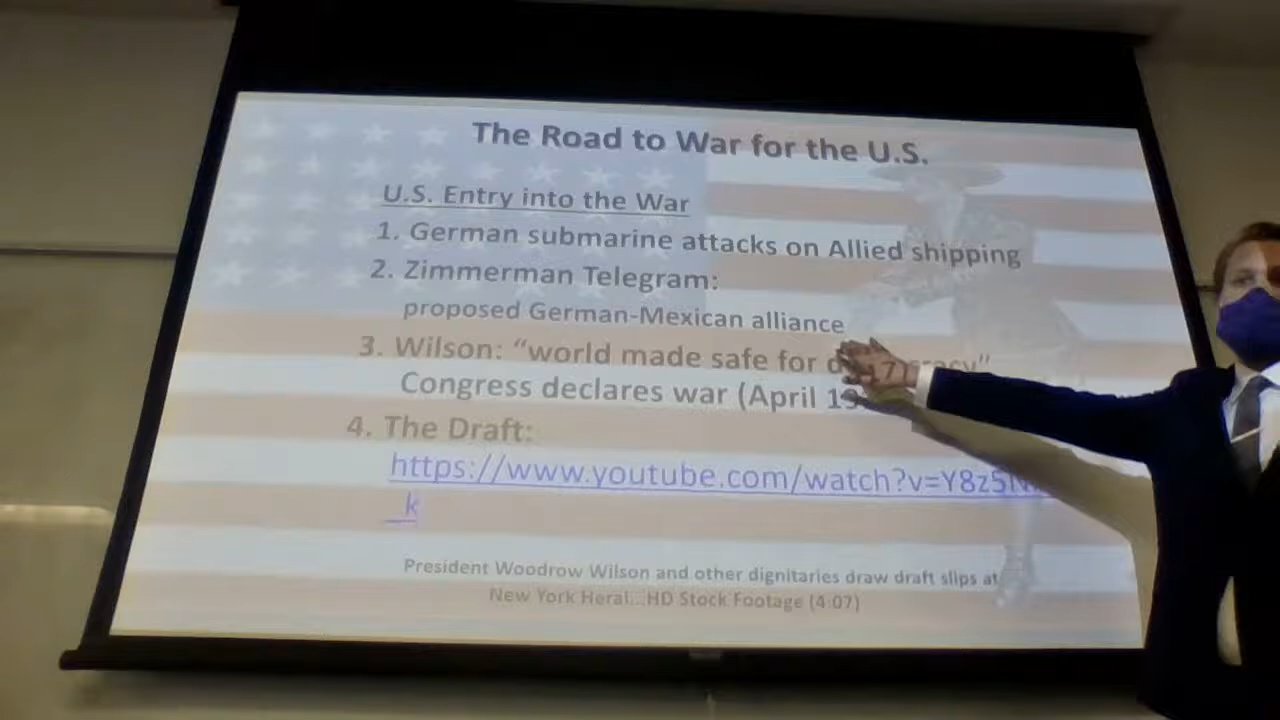 The Road to War for the U.S.
U.S. Entry into the War
1. German submarine attacks on Allied shipping
2. Zimmerman Telegram:
proposed German-Mexican alliance
3. Wilson: “world made safe for
Congress declares war (April
4. The Draft:
https://www.youtube.com/watch?v=Y8z5
_k
President Woodrow Wilson and other dignitaries draw draft slips at
New York Heral...HD Stock Footage (4:07)